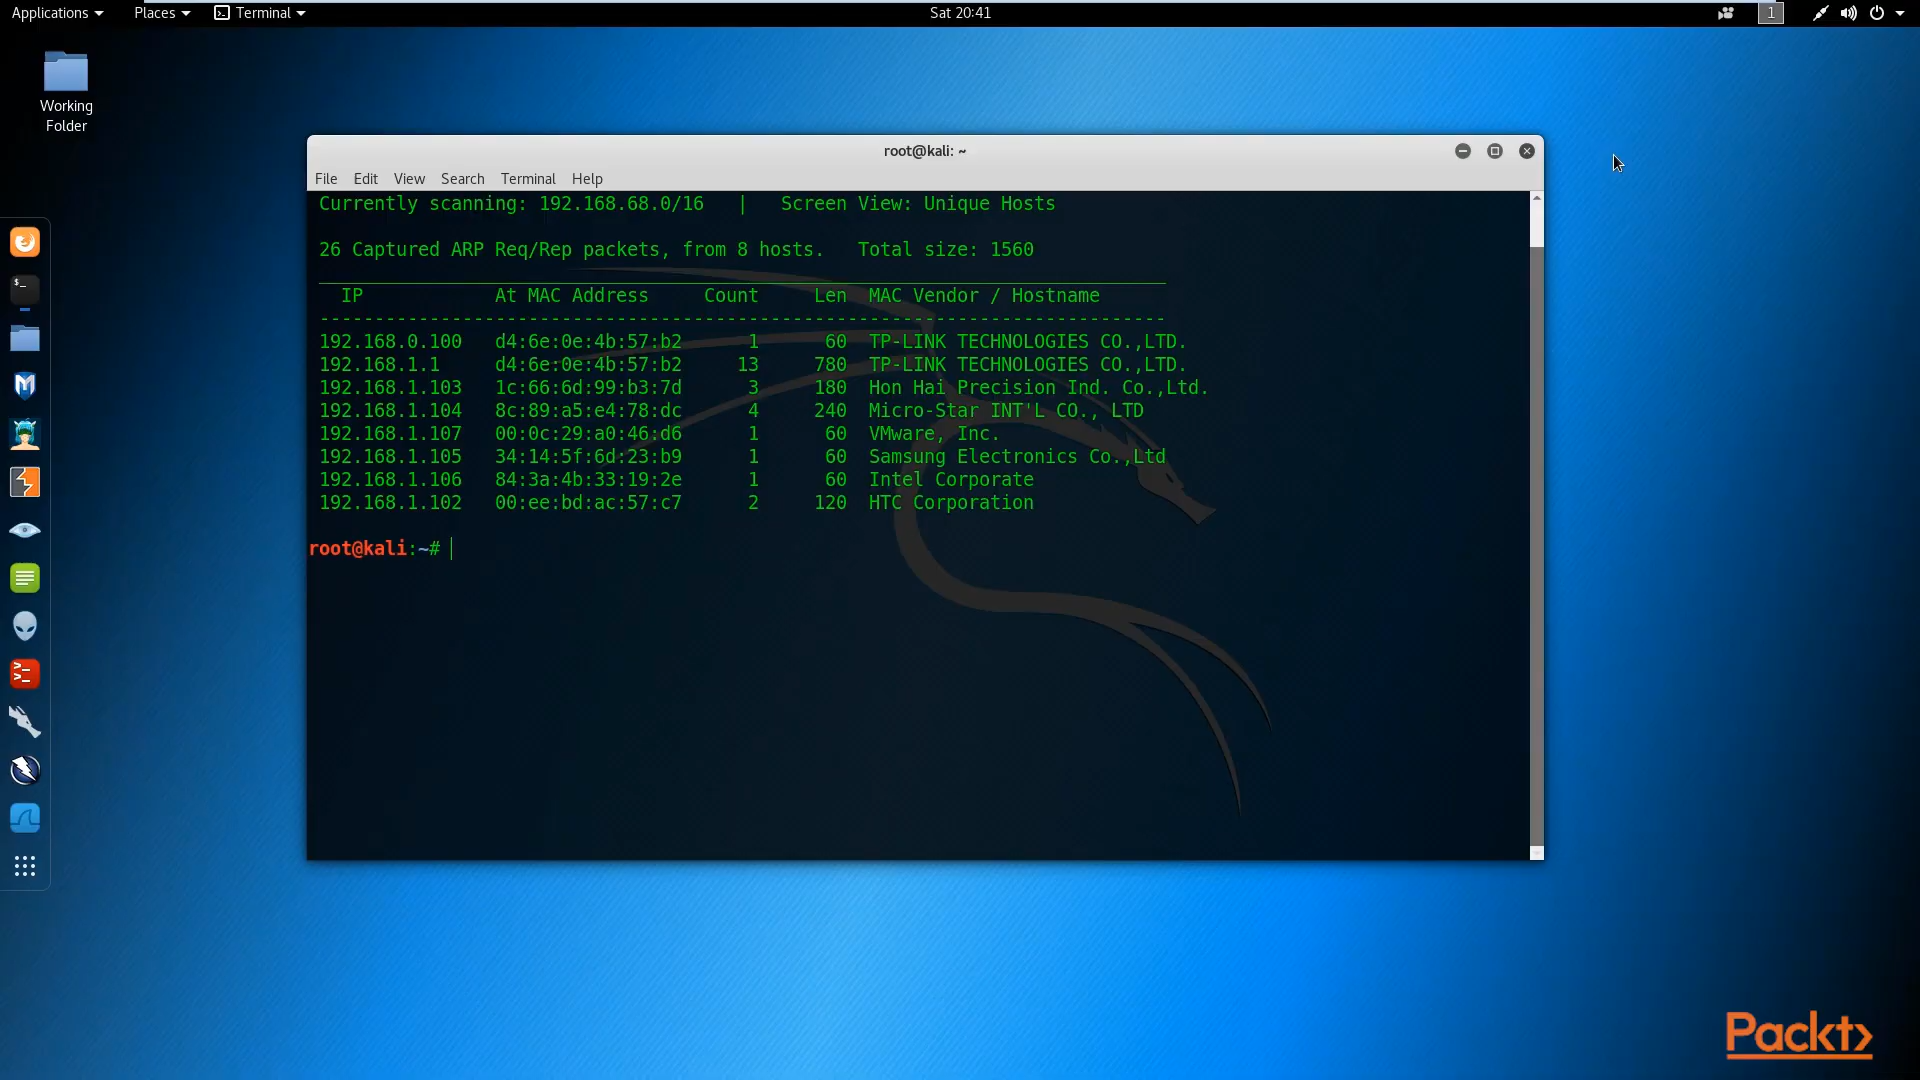 Applications Places Terminal Sat 20:41 1
Working
Folder
root@kali: ~
File Edit View Search Terminal Help
Currently scanning: 192.168.68.0/16 | Screen View: Unique Hosts
26 Captured ARP Req/Rep packets, from 8 hosts. Total size: 1560
IP At MAC Address Count Len MAC Vendor / Hostname
-----------------------------------------------------------------------------
192.168.0.100 d4:6e:0e:4b:57:b2 1 60 TP-LINK TECHNOLOGIES CO.,LTD.
192.168.1.1 d4:6e:0e:4b:57:b2 13 780 TP-LINK TECHNOLOGIES CO.,LTD.
192.168.1.103 1c:66:6d:99:b3:7d 3 180 Hon Hai Precision Ind. Co.,Ltd.
192.168.1.104 8c:89:a5:e4:78:dc 4 240 Micro-Star INT'L CO., LTD
192.168.1.107 00:0c:29:a0:46:d6 1 60 VMware, Inc.
192.168.1.105 34:14:5f:6d:23:b9 1 60 Samsung Electronics Co.,Ltd
192.168.1.106 84:3a:4b:33:19:2e 1 60 Intel Corporate
192.168.1.102 00:ee:bd:ac:57:c7 2 120 HTC Corporation
root@kali:~#
Packt>